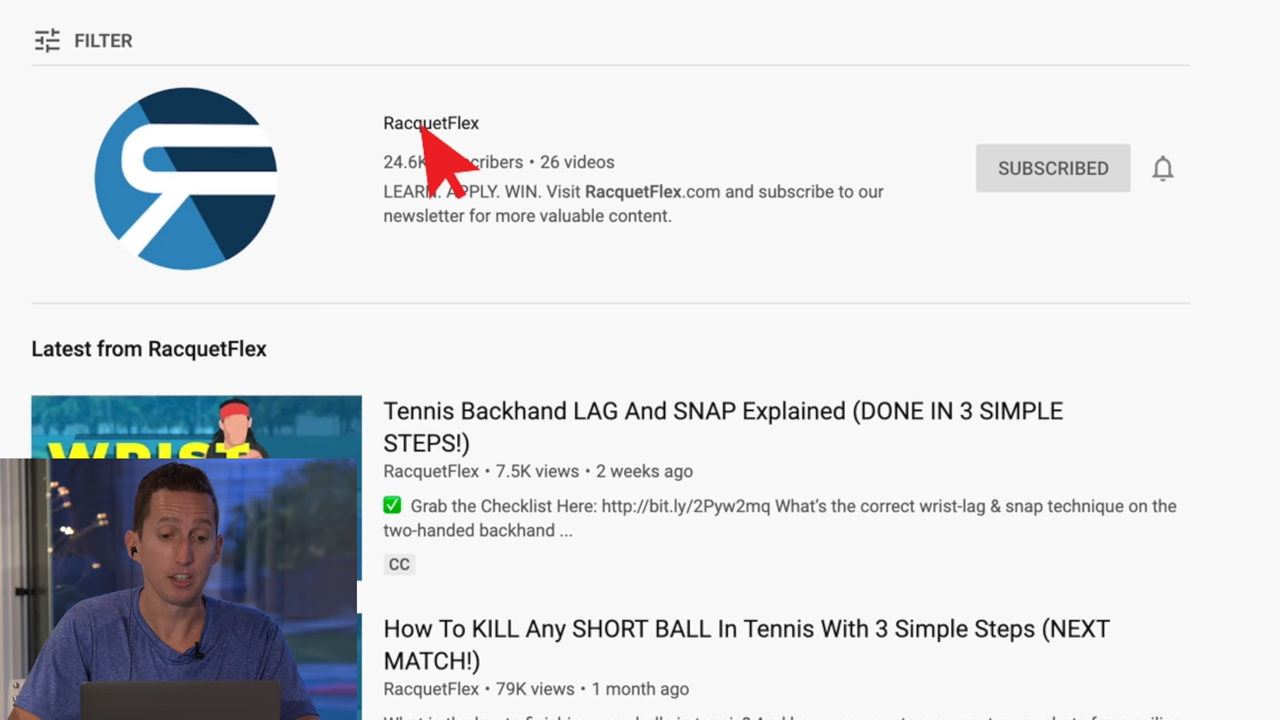 FILTER
RacquetFlex
24.6K subscribers • 26 videos
SUBSCRIBED
LEARN. APPLY. WIN. Visit RacquetFlex.com and subscribe to our
newsletter for more valuable content.
Latest from RacquetFlex
WRIST
Tennis Backhand LAG And SNAP Explained (DONE IN 3 SIMPLE
STEPS!)
RacquetFlex • 7.5K views • 2 weeks ago
✅ Grab the Checklist Here: http://bit.ly/2Pyw2mq What's the correct wrist-lag & snap technique on the
two-handed backhand ...
CC
How To KILL Any SHORT BALL In Tennis With 3 Simple Steps (NEXT
MATCH!)
RacquetFlex • 79K views • 1 month ago